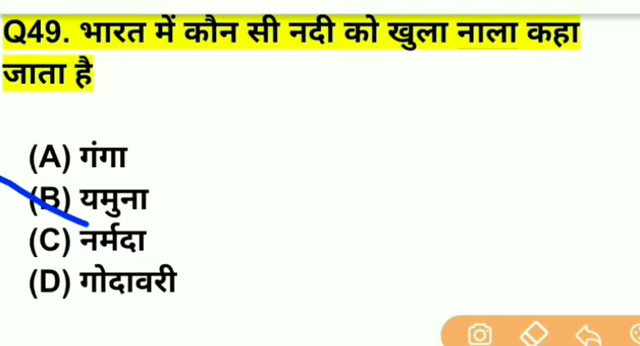 Q49. भारत में कौन सी नदी को खुला नाला कहा
जाता है
(A) गंगा
(B) यमुना
(C) नर्मदा
(D) गोदावरी